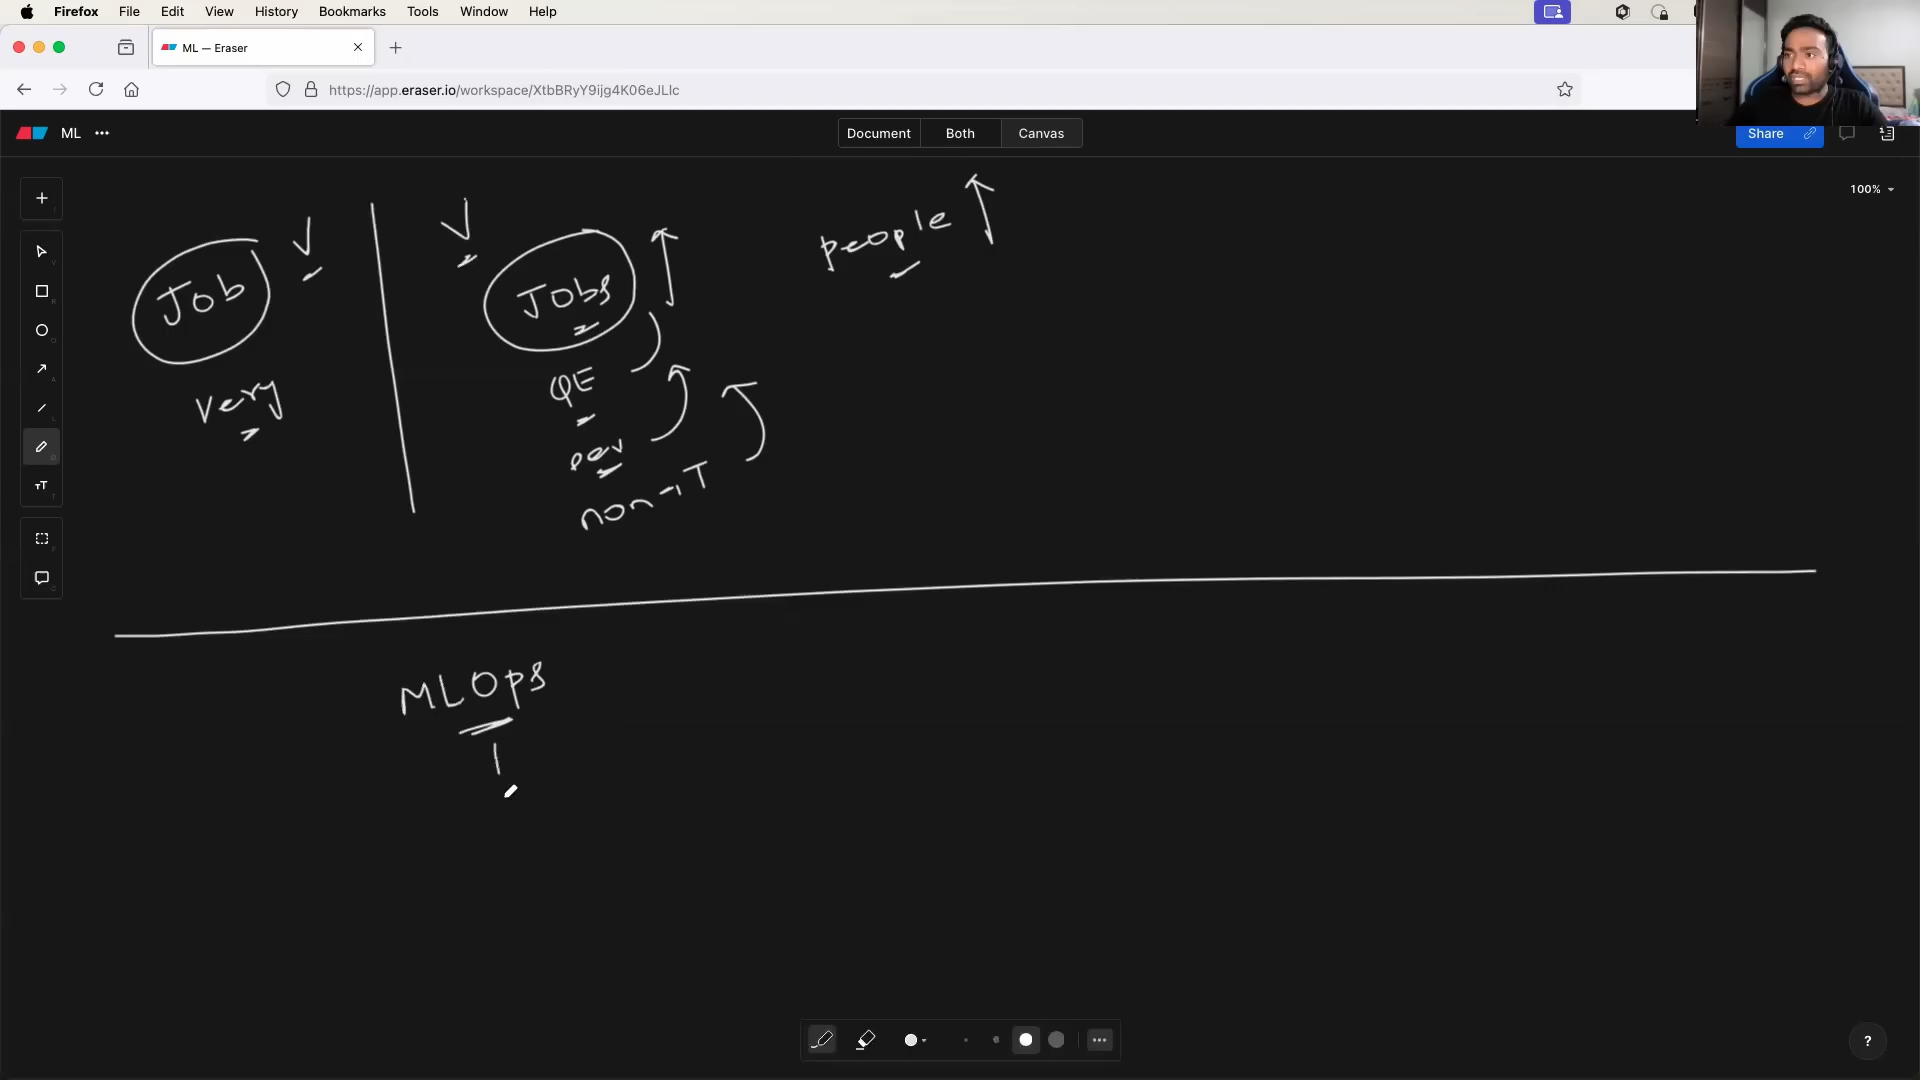 Firefox File Edit View History Bookmarks Tools Window Help
ML — Eraser
https://app.eraser.io/workspace/XtbBRyY9ijg4K06eJLlc
ML
Document Both Canvas
Share
100%
people
Job
Jobs
QE
very
Dev
non-IT
MLOps
TT
?